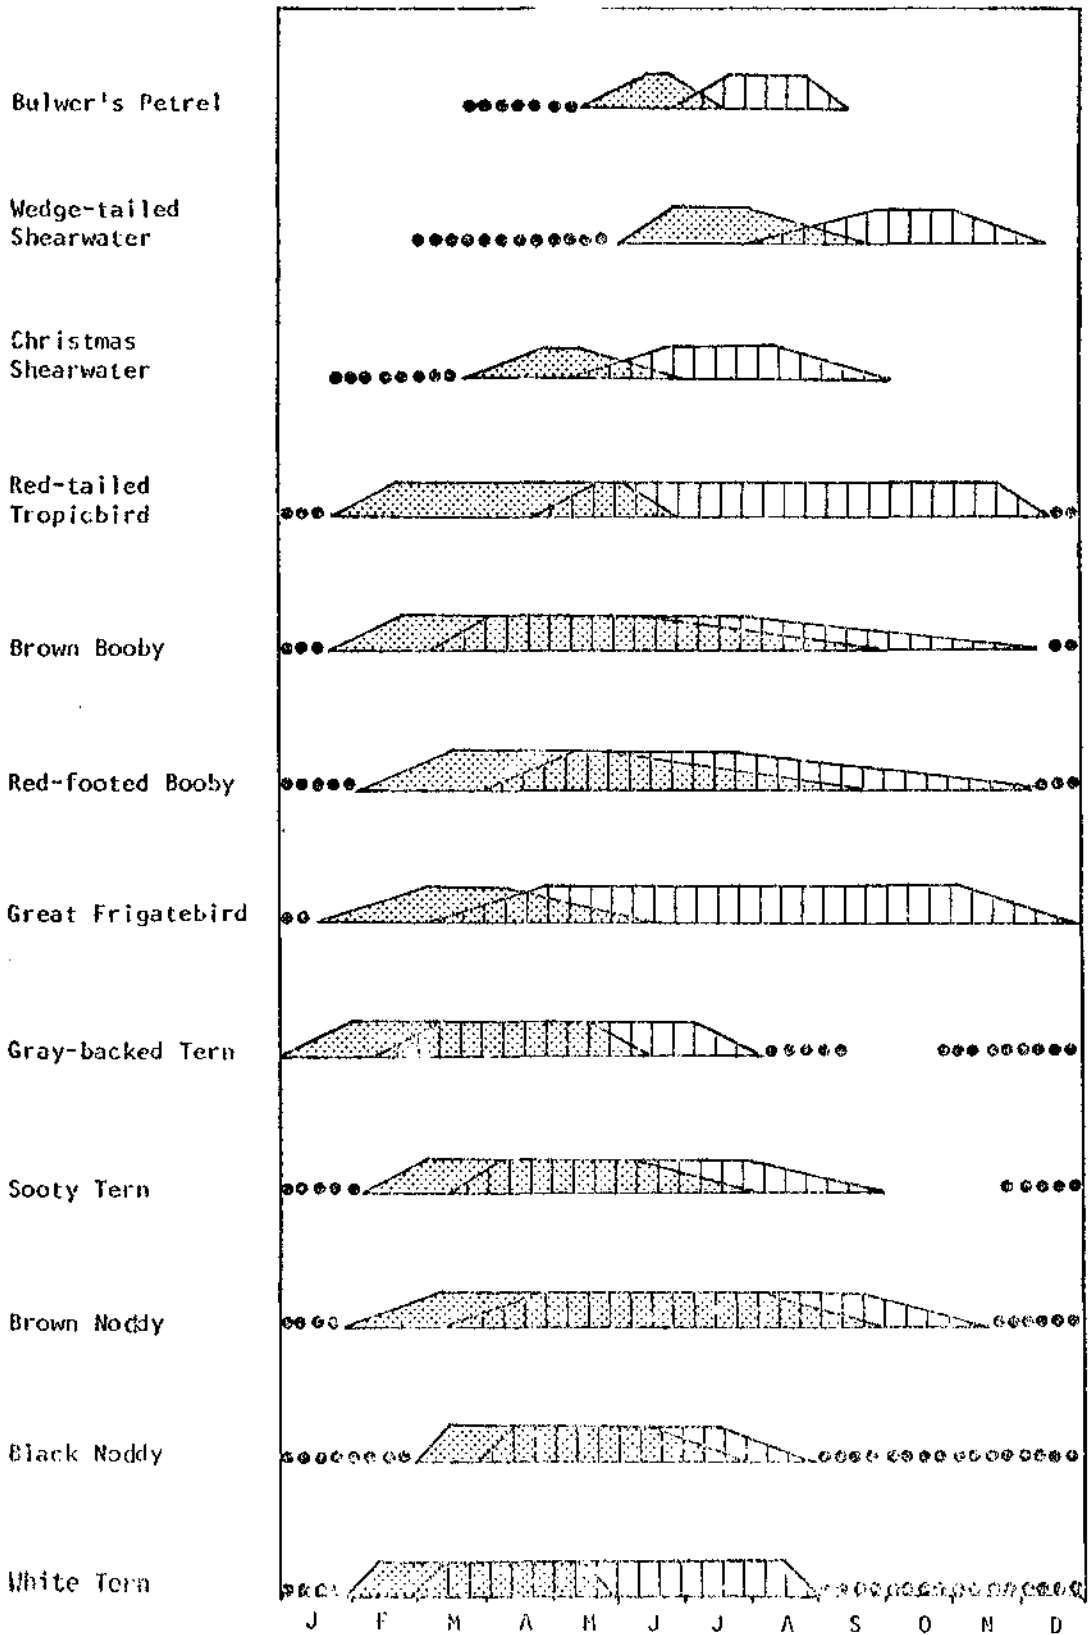 Bulwer's Petrel
Wedge-tailed
Shearwater
Christmas
Shearwater
Red-tailed
Tropicbird
Brown Booby
Red-footed Booby
Great Frigatebird
Gray-backed Tern
Sooty Tern
Brown Noddy
Black Noddy
White Tern
J F M A M J J A S O N D